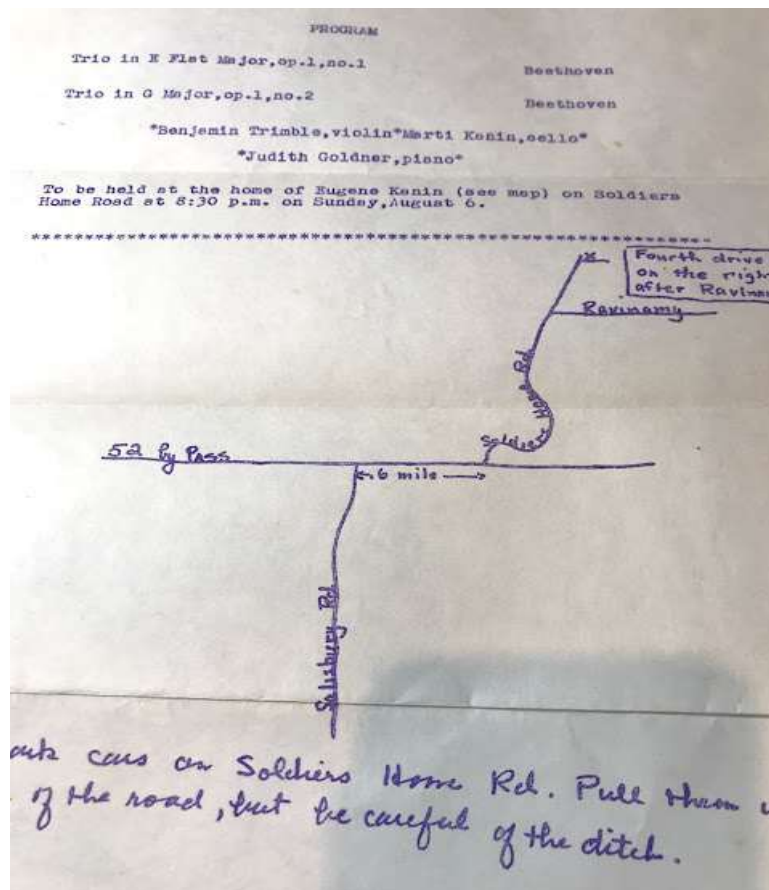 PROGRAM
Trio in E Flat Major,op.1,no.1 Beethoven
Trio in G Major,op.1,no.2 Beethoven
*Benjamin Trimble,violin*Marti Kanin,cello*
*Judith Goldner,piano*
To be held at the home of Eugene Kanin (see map) on Soldiers
Home Road at 8:30 p.m. on Sunday,August 6.
Fourth drive
on the right
after
Ravinamy
Soldiers Home Rd
52 by Pass
.6 mile
Salisbury Rd
cars on Soldiers Home Rd. Pull them
of the road, but be careful of the ditch.